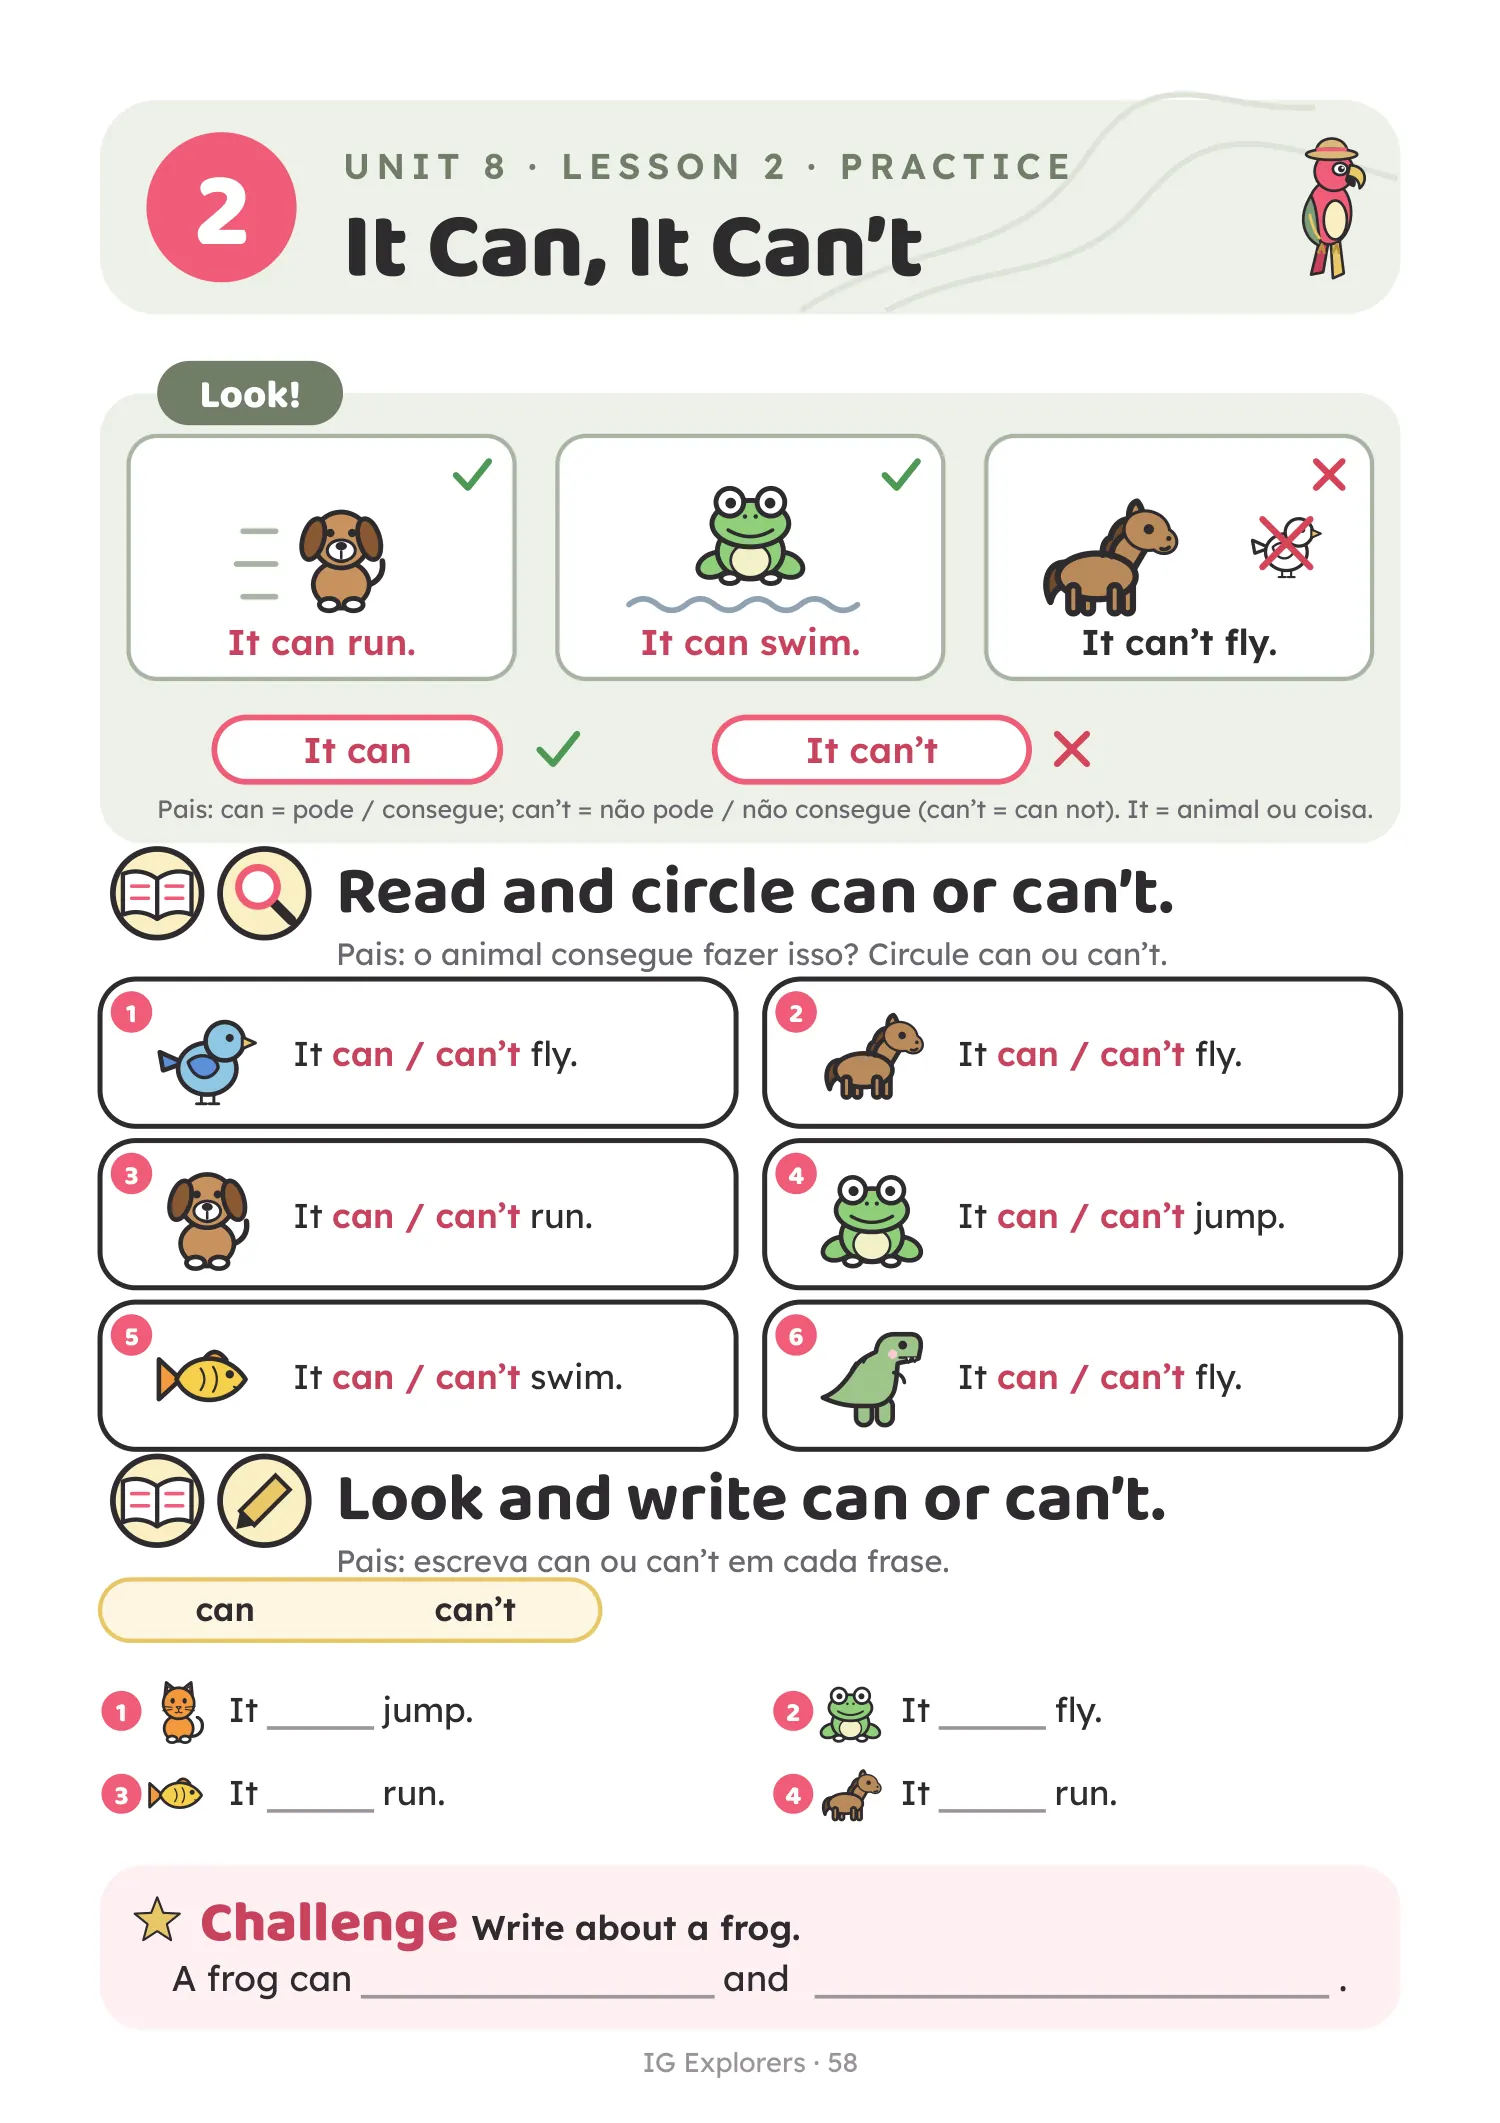 2
UNIT 8 · LESSON 2 · PRACTICE
It Can, It Can't
Look!
It can run.
It can swim.
It can't fly.
It can
It can't
Pais: can = pode / consegue; can't = não pode / não consegue (can't = can not). It = animal ou coisa.
Read and circle can or can't.
Pais: o animal consegue fazer isso? Circule can ou can't.
1 It can / can't fly.
2 It can / can't fly.
3 It can / can't run.
4 It can / can't jump.
5 It can / can't swim.
6 It can / can't fly.
Look and write can or can't.
Pais: escreva can ou can't em cada frase.
can can't
1 It ______ jump.
2 It ______ fly.
3 It ______ run.
4 It ______ run.
Challenge Write about a frog.
A frog can ____________________ and ____________________ .
IG Explorers · 58